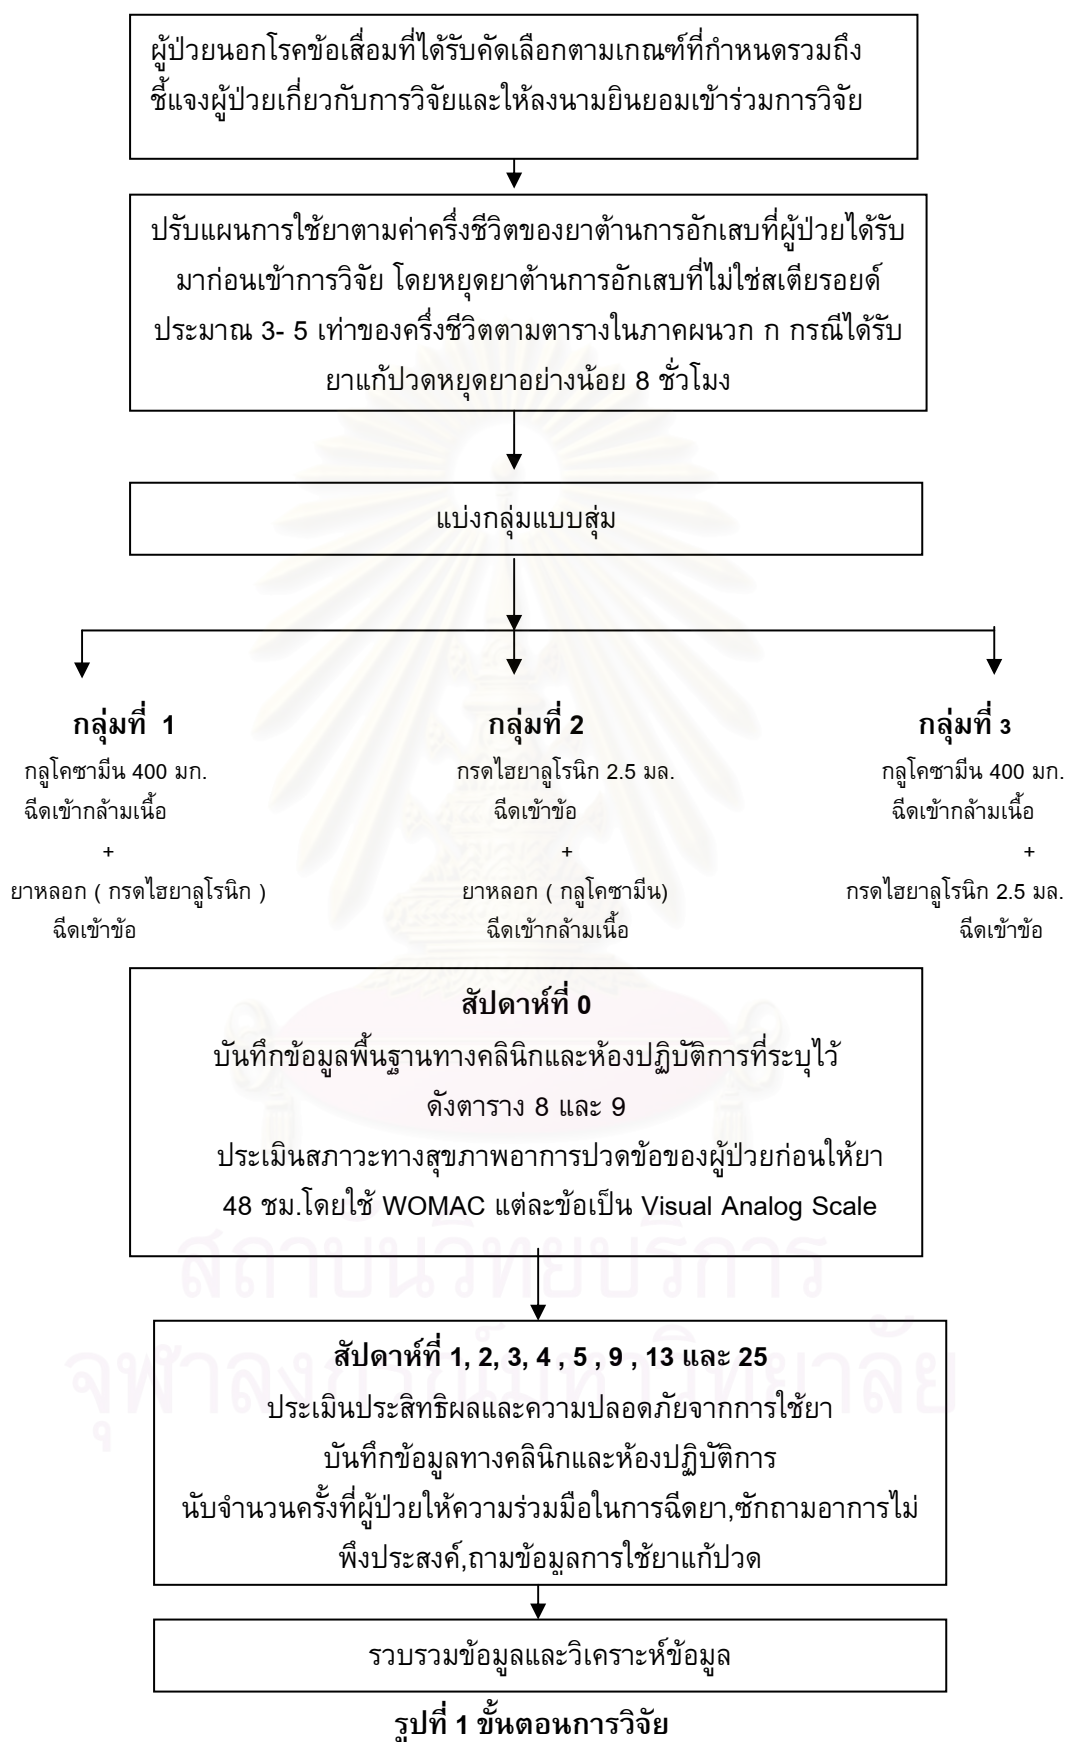 ผู้ป่วยนอกโรคข้อเสื่อมที่ได้รับคัดเลือกตามเกณฑ์ที่กำหนดรวมถึง
ชี้แจงผู้ป่วยเกี่ยวกับการวิจัยและให้ลงนามยินยอมเข้าร่วมการวิจัย
ปรับแผนการใช้ยาตามค่าครึ่งชีวิตของยาต้านการอักเสบที่ผู้ป่วยได้รับ
มาก่อนเข้าการวิจัย โดยหยุดยาต้านการอักเสบที่ไม่ใช่สเตียรอยด์
ประมาณ 3- 5 เท่าของครึ่งชีวิตตามตารางในภาคผนวก ก กรณีได้รับ
ยาแก้ปวดหยุดยาอย่างน้อย 8 ชั่วโมง
แบ่งกลุ่มแบบสุ่ม
กลุ่มที่ 1
กลูโคซามีน 400 มก.
ฉีดเข้ากล้ามเนื้อ
+
ยาหลอก ( กรดไฮยาลูโรนิก )
ฉีดเข้าข้อ
กลุ่มที่ 2
กรดไฮยาลูโรนิก 2.5 มล.
ฉีดเข้าข้อ
+
ยาหลอก ( กลูโคซามีน)
ฉีดเข้ากล้ามเนื้อ
กลุ่มที่ 3
กลูโคซามีน 400 มก.
ฉีดเข้ากล้ามเนื้อ
+
กรดไฮยาลูโรนิก 2.5 มล.
ฉีดเข้าข้อ
สัปดาห์ที่ 0
บันทึกข้อมูลพื้นฐานทางคลินิกและห้องปฏิบัติการที่ระบุไว้
ดังตาราง 8 และ 9
ประเมินสภาวะทางสุขภาพอาการปวดข้อของผู้ป่วยก่อนให้ยา
48 ชม.โดยใช้ WOMAC แต่ละข้อเป็น Visual Analog Scale
สถาบันวิทยบริการ
จุฬาลงกรณ์มหาวิทยาลัย
สัปดาห์ที่ 1, 2, 3, 4 , 5 , 9 , 13 และ 25
ประเมินประสิทธิผลและความปลอดภัยจากการใช้ยา
บันทึกข้อมูลทางคลินิกและห้องปฏิบัติการ
นับจำนวนครั้งที่ผู้ป่วยให้ความร่วมมือในการฉีดยา,ซักถามอาการไม่
พึงประสงค์,ถามข้อมูลการใช้ยาแก้ปวด
รวบรวมข้อมูลและวิเคราะห์ข้อมูล
รูปที่ 1 ขั้นตอนการวิจัย